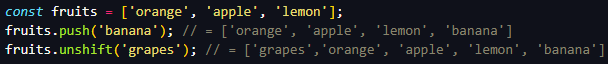 const fruits = ['orange', 'apple', 'lemon'];
fruits.push('banana'); // = ['orange', 'apple', 'lemon', 'banana']
fruits.unshift('grapes'); // = ['grapes','orange', 'apple', 'lemon', 'banana']